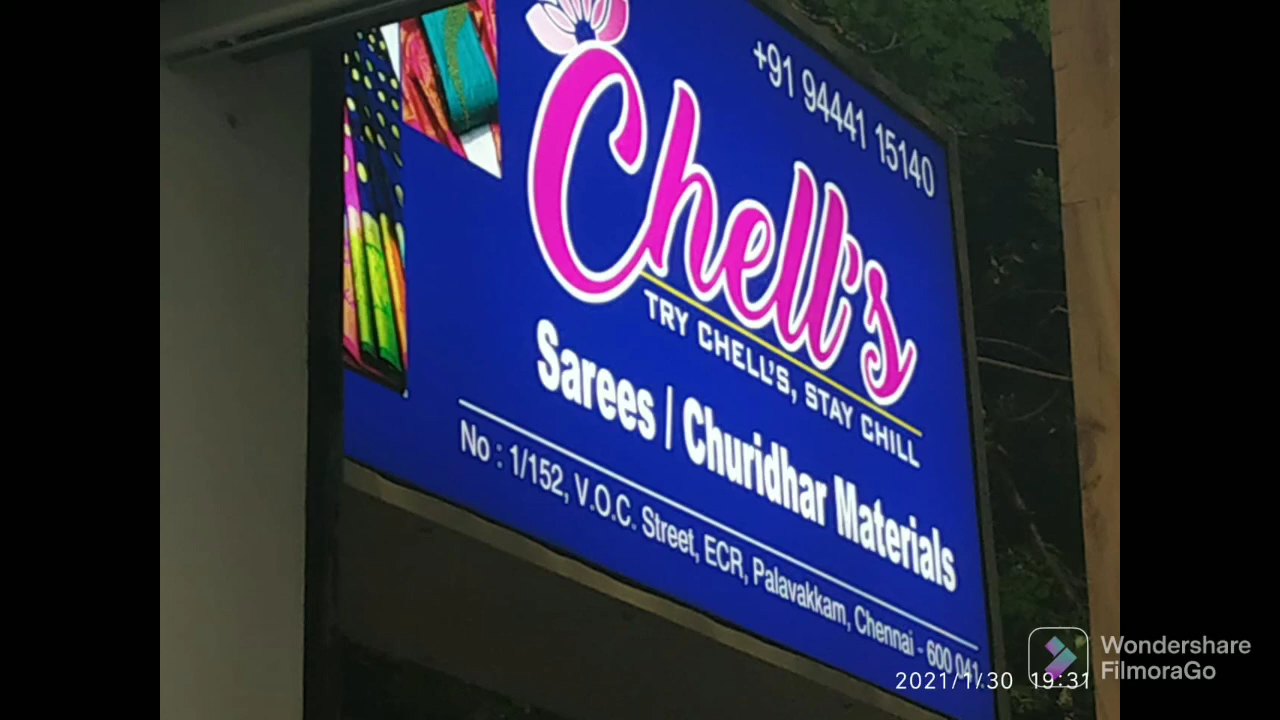 +91 94441 15140
Chell's
TRY CHELL'S, STAY CHILL
Sarees / Churidhar Materials
No : 1/152, V.O.C. Street, ECR, Palavakkam, Chennai - 600 041.
2021/1/30 19:31
Wondershare
FilmoraGo